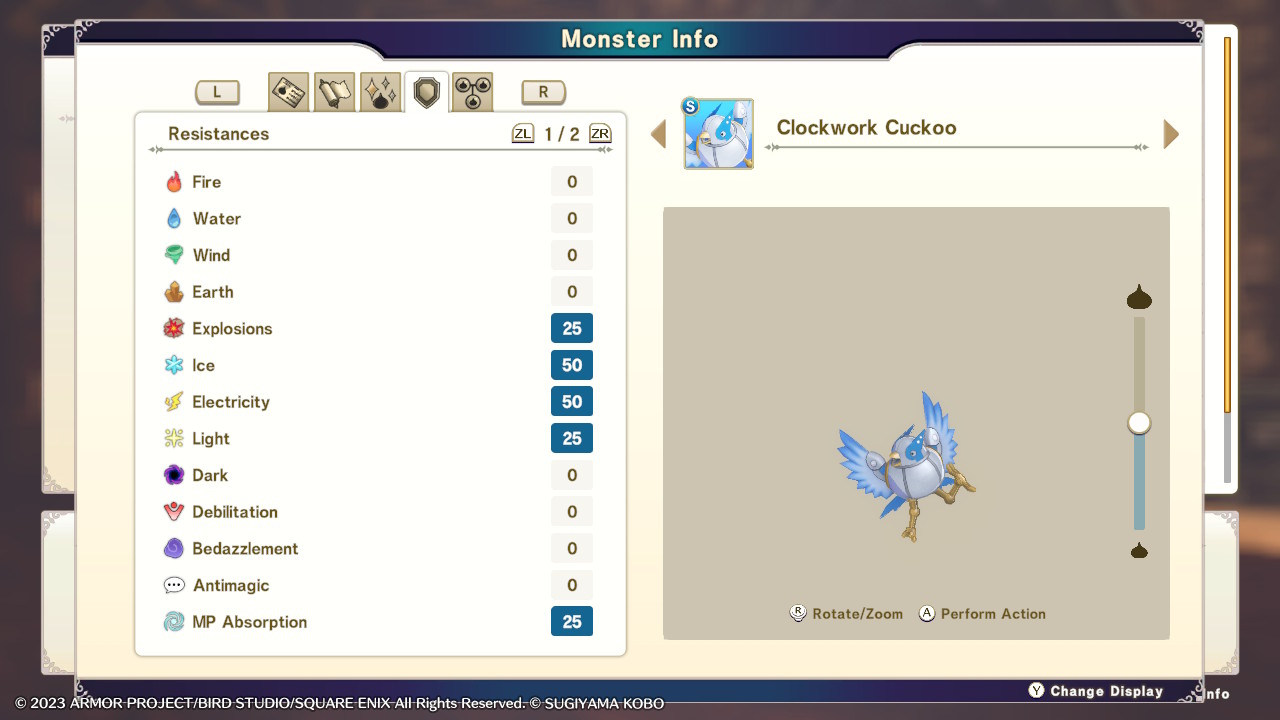 Monster Info
L
R
Resistances
ZL 1 / 2 ZR
Fire 0
Water 0
Wind 0
Earth 0
Explosions 25
Ice 50
Electricity 50
Light 25
Dark 0
Debilitation 0
Bedazzlement 0
Antimagic 0
MP Absorption 25
S
Clockwork Cuckoo
R Rotate/Zoom A Perform Action
Y Change Display
nfo
© 2023 ARMOR PROJECT/BIRD STUDIO/SQUARE ENIX All Rights Reserved. © SUGIYAMA KOBO